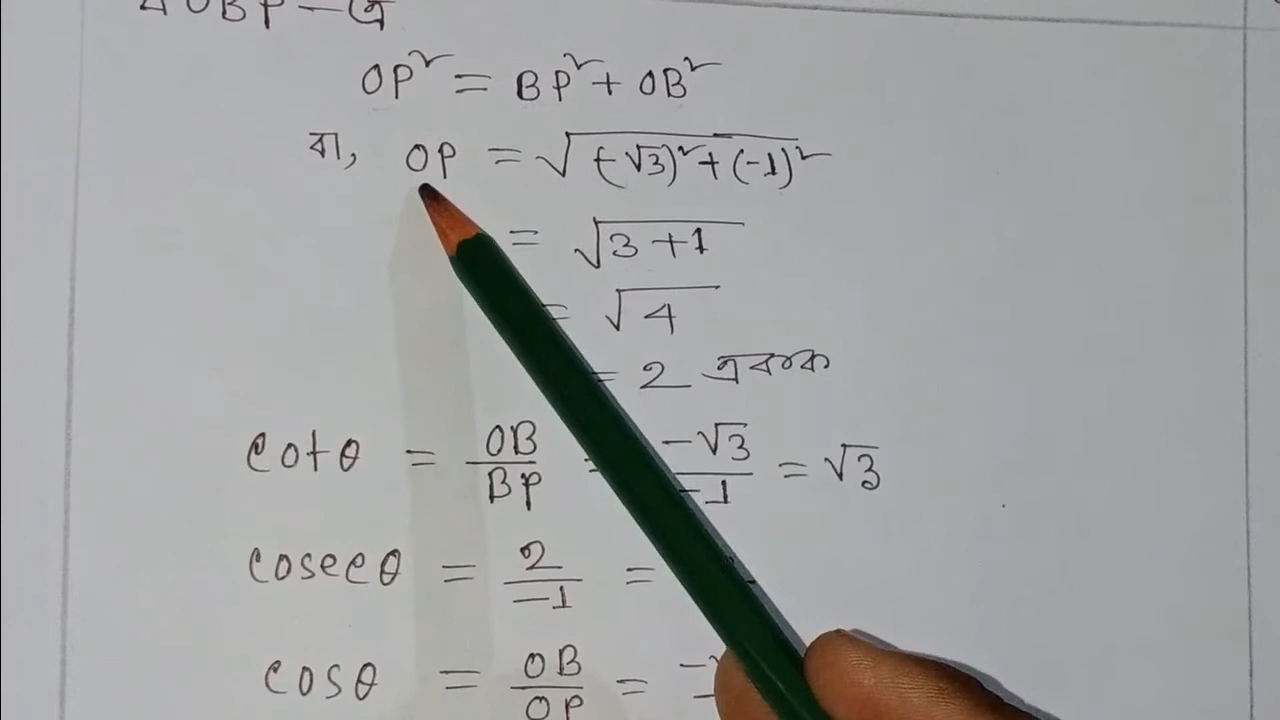 OBP-এ
OP² = BP² + OB²
বা, OP = √(-√3)² + (-1)²
= √3+1
= √4
= 2 একক
cotθ = OB/BP = -√3/-1 = √3
cosecθ = 2/-1 =
cosθ = OB/OP =